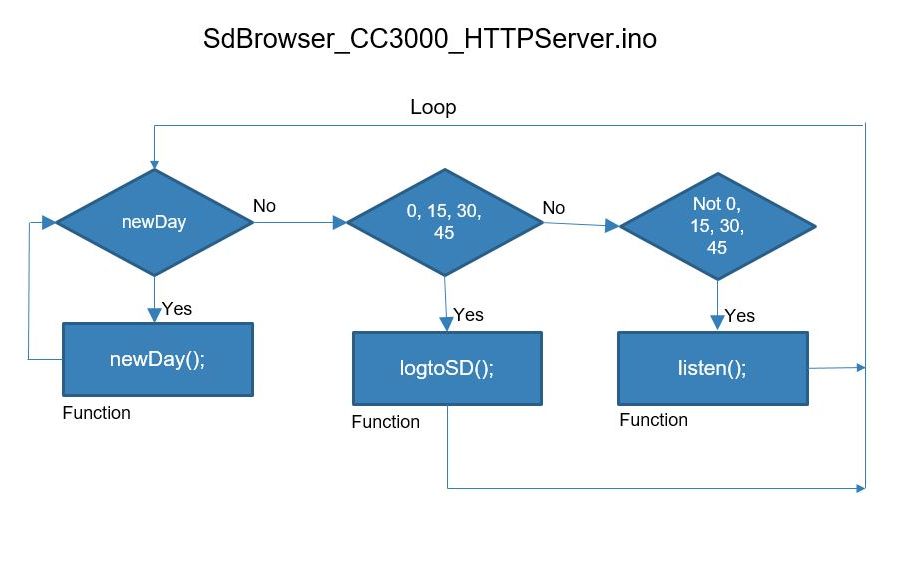 SdBrowser_CC3000_HTTPServer.ino
Loop
newDay
No
0, 15, 30,
45
No
Not 0,
15, 30,
45
Yes
Yes
Yes
newDay();
logtoSD();
listen();
Function
Function
Function